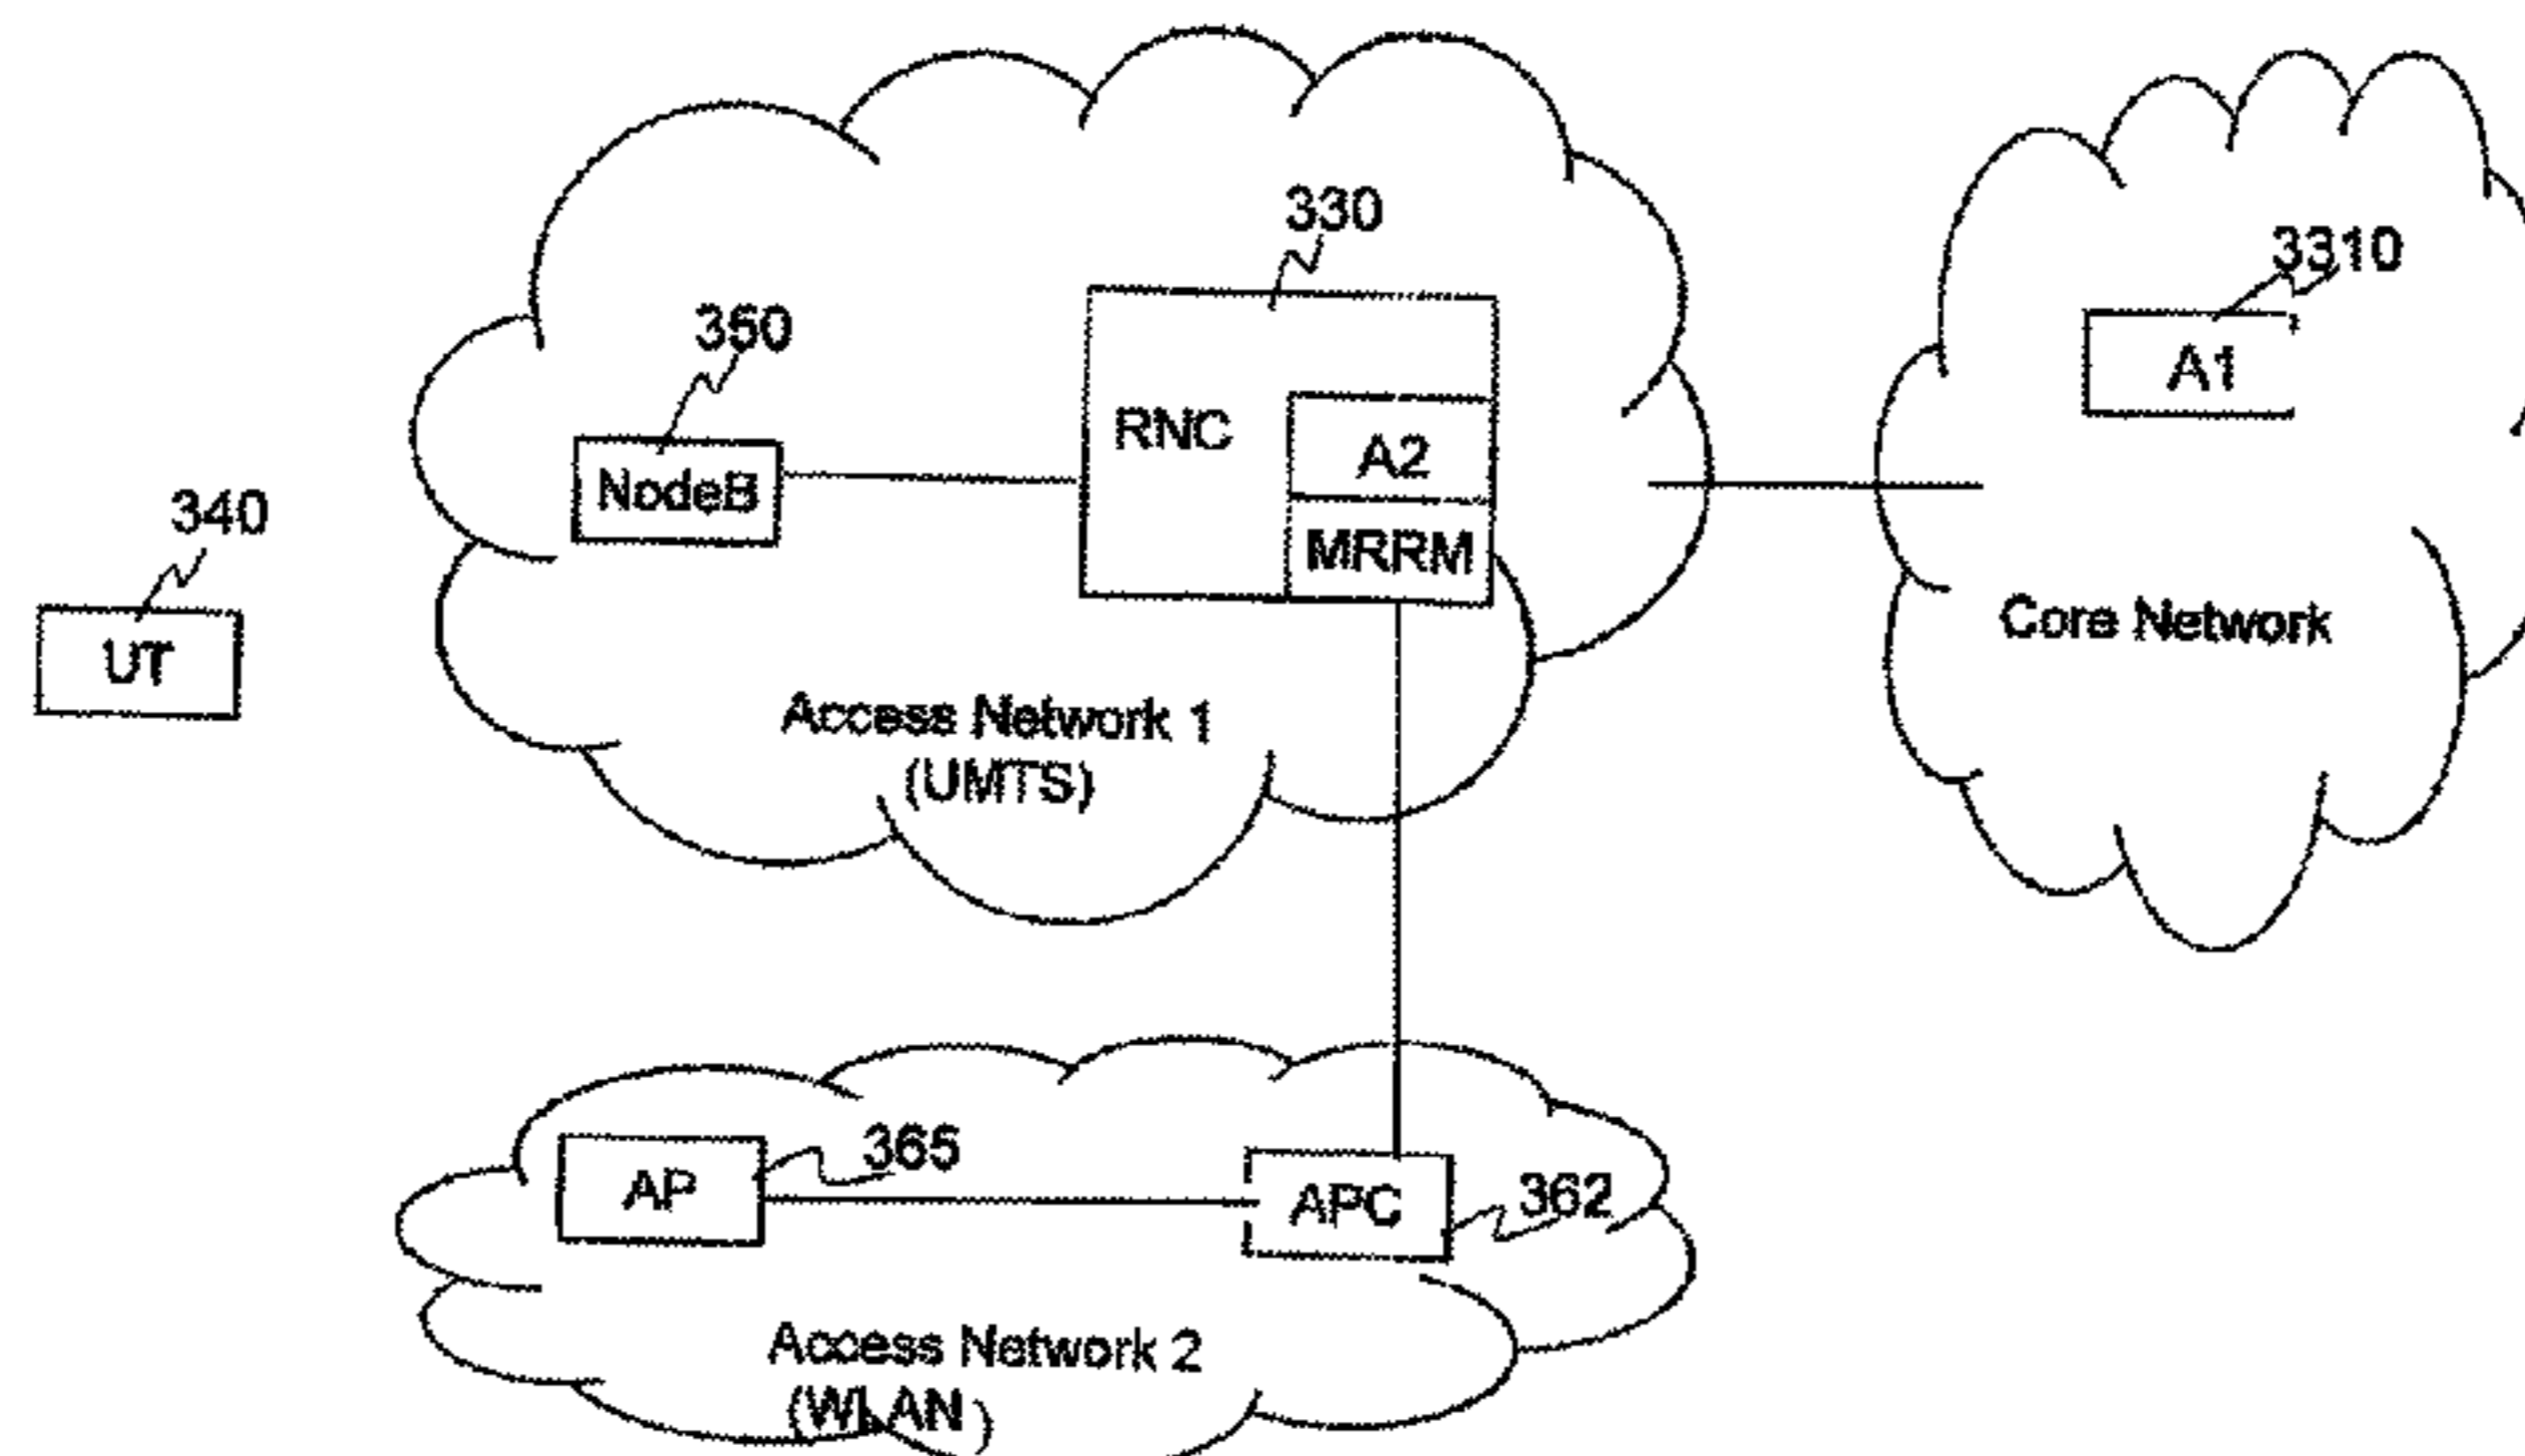 330
3310
350
A1
RNC
A2
NodeB
340
MRRM
UT
Core Network
Access Network 1
(UMTS)
365
AP
APC
362
Access Network 2
(WLAN)